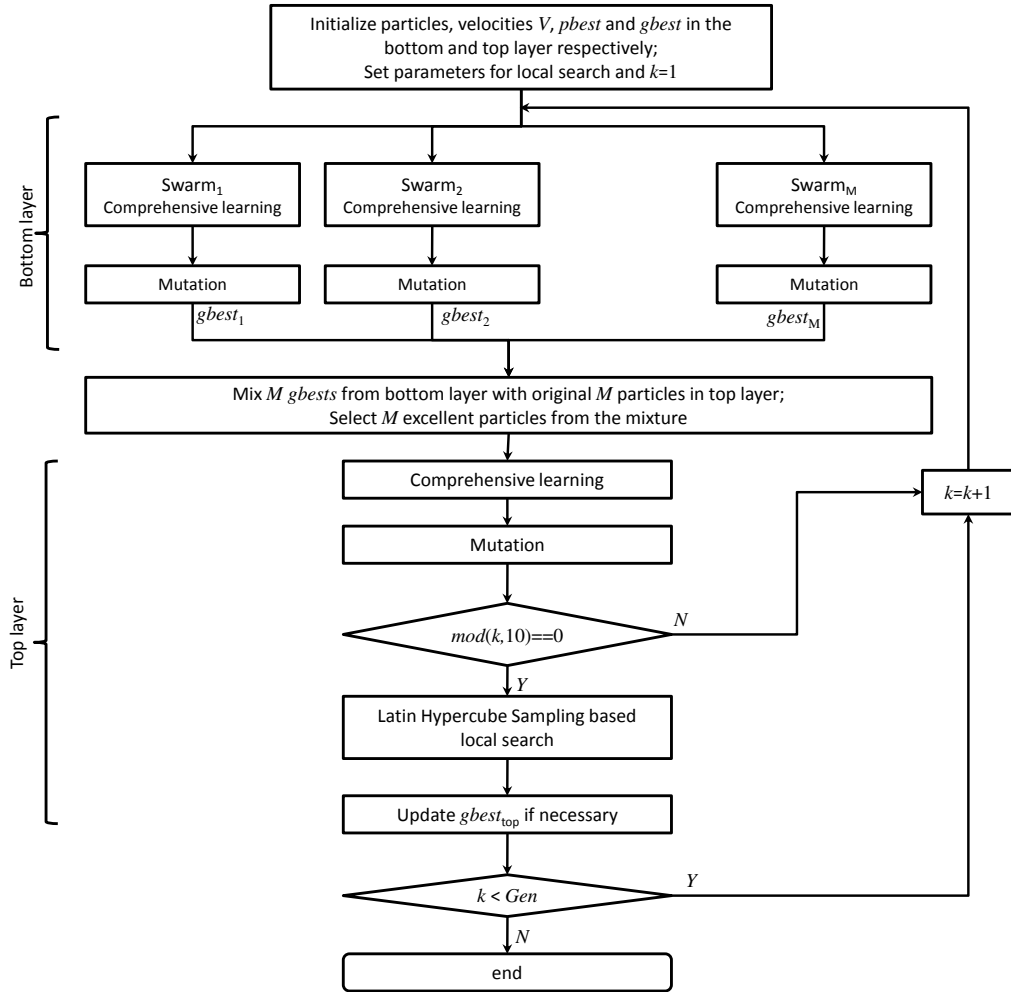 Initialize particles, velocities V, pbest and gbest in the
bottom and top layer respectively;
Set parameters for local search and k=1
Bottom layer
Swarm₁
Comprehensive learning
Swarm₂
Comprehensive learning
Swarm_M
Comprehensive learning
Mutation
Mutation
Mutation
gbest₁
gbest₂
gbest_M
Mix M gbests from bottom layer with original M particles in top layer;
Select M excellent particles from the mixture
Top layer
Comprehensive learning
k=k+1
Mutation
mod(k,10)==0
N
Y
Latin Hypercube Sampling based
local search
Update gbest_top if necessary
k < Gen
Y
N
end